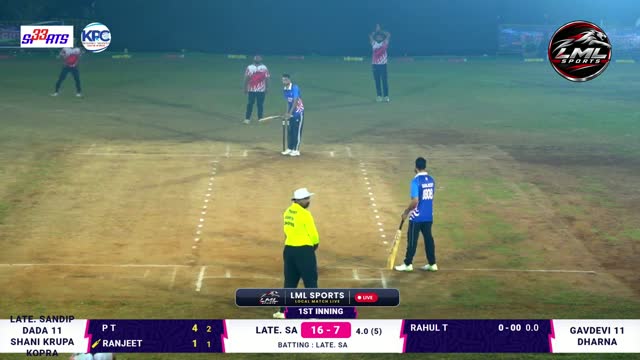 33
SPORTS
KPC
LML
SPORTS
LML SPORTS
LOCAL MATCH LIVE
LIVE
1ST INNING
LATE. SANDIP
DADA 11
SHANI KRUPA
KOPRA
P T 4 2
RANJEET 1 1
LATE. SA 16 - 7 4.0 (5)
BATTING : LATE. SA
RAHUL T 0 - 00 0.0
GAVDEVI 11
DHARNA